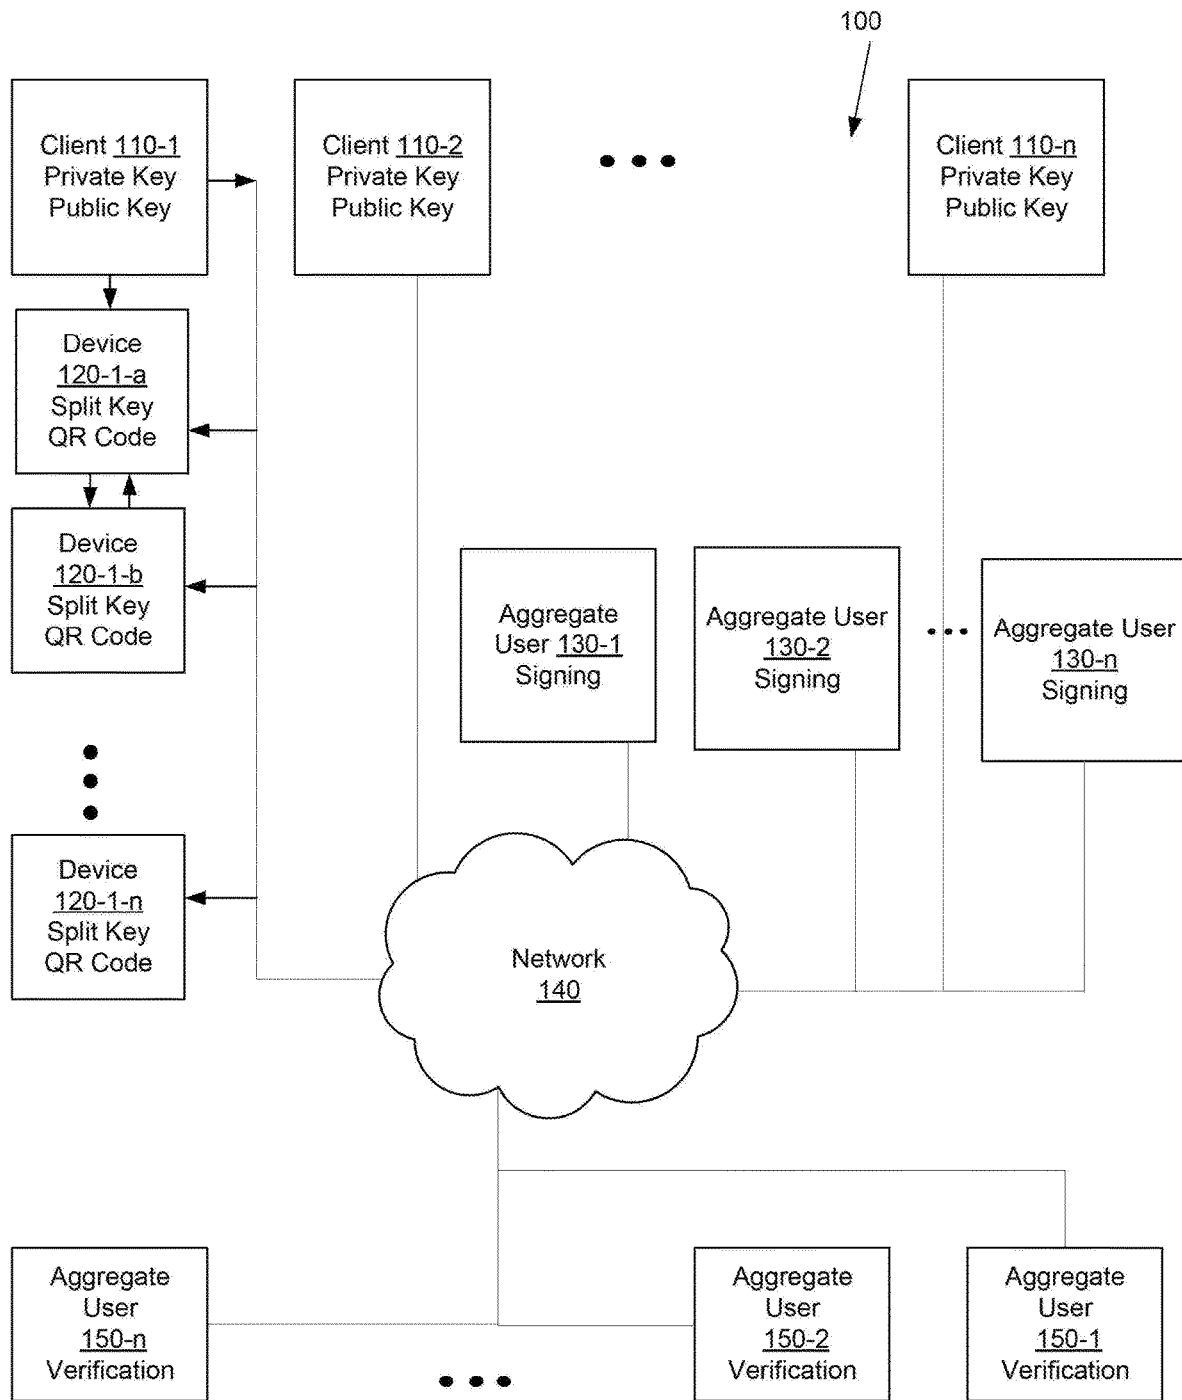 100
Client 110-1
Private Key
Public Key
Client 110-2
Private Key
Public Key
Client 110-n
Private Key
Public Key
Device
120-1-a
Split Key
QR Code
Device
120-1-b
Split Key
QR Code
Aggregate
User 130-1
Signing
Aggregate User
130-2
Signing
Aggregate User
130-n
Signing
Device
120-1-n
Split Key
QR Code
Network
140
Aggregate
User
150-n
Verification
Aggregate
User
150-2
Verification
Aggregate
User
150-1
Verification